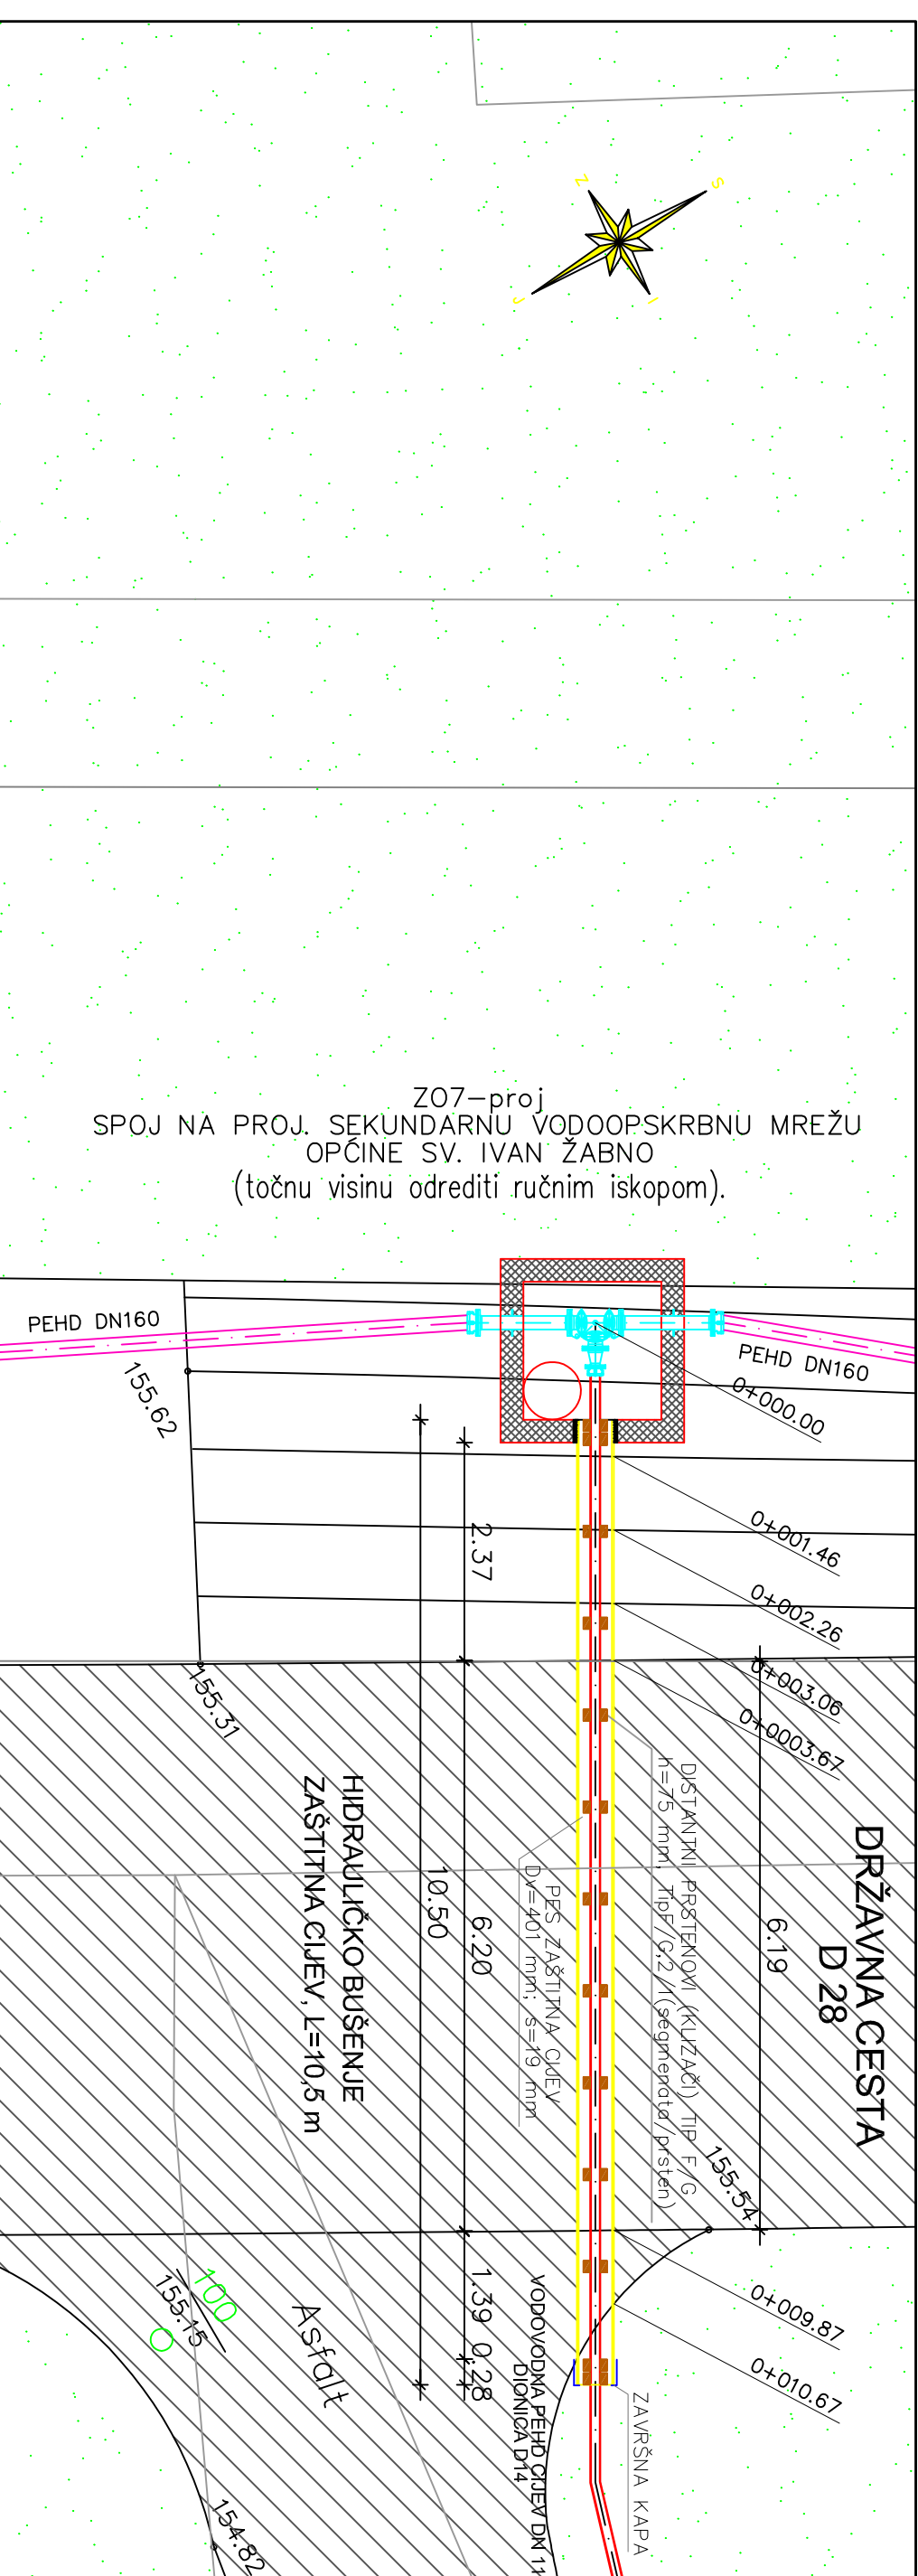 Z
S
J
I
ZO7-proj
SPOJ NA PROJ. SEKUNDARNU VODOOPSKRBNU MREŽU
OPĆINE SV. IVAN ŽABNO
(točnu visinu odrediti ručnim iskopom).
PEHD DN160
PEHD DN160
155.62
0+000.00
0+001.46
0+002.26
0+003.06
0+0003.67
2.37
155.31
DRŽAVNA CESTA
D 28
6.19
DISTANTNI PRSTENOVI (KLIZAČI) TIP F/G
h=75 mm, TipF/G,2/1(segmenata/prsten)
PES ZAŠTITNA CIJEV
Dv=401 mm; s=19 mm
6.20
10.50
HIDRAULIČKO BUŠENJE
ZAŠTITNA CIJEV, L=10,5 m
155.54
0+009.87
0+010.67
1.39
0.28
VODOVODNA PEHD CIJEV DN 11
DIONICA D14
ZAVRŠNA KAPA
Asfalt
100
155.15
154.82